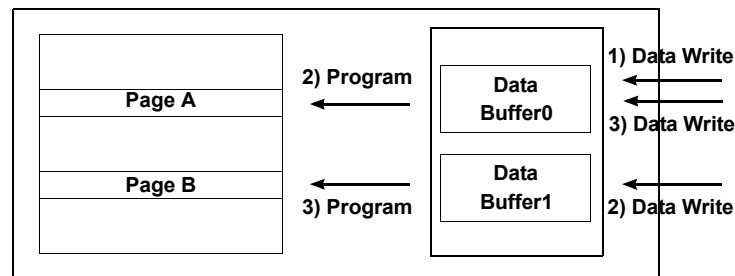 1) Data Write
2) Program
Data
Buffer0
Page A
3) Data Write
Data
Buffer1
Page B
3) Program
2) Data Write